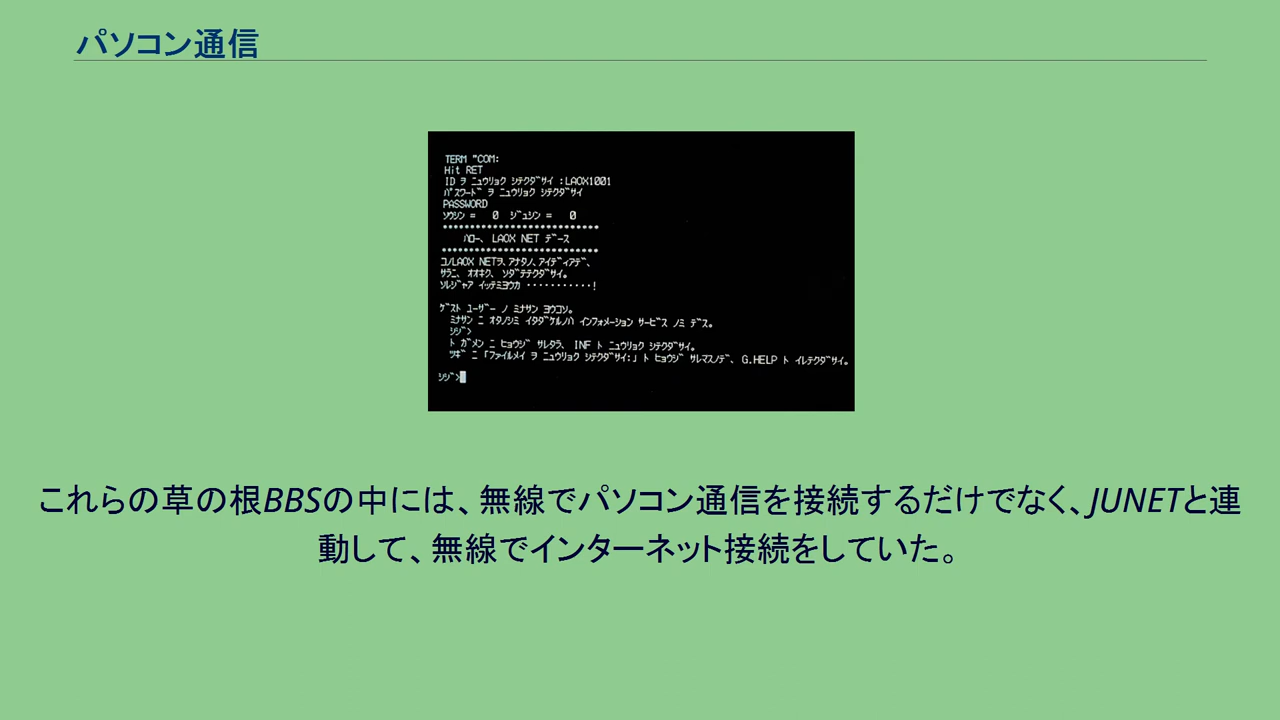 パソコン通信
TERM "COM:
Hit RET
ID ヲ ニュウリョク シテクダサイ :LAOX1001
パスワード ヲ ニュウリョク シテクダサイ
PASSWORD
ソウシン = 0 ジュシン = 0
****************************
ハロー、 LAOX NET デース
****************************
コノLAOX NETヲ、アナタノ、アイディアデ、
サラニ、 オオキク、 ソダテテクダサイ。
ソレジャア イッテミヨウカ ・・・・・・・・・・・!
ゲスト ユーザー ノ ミナサン ヨウコソ。
ミナサン ニ オタノシミ イタダケルノハ インフォメーション サービス ノミ デス。
シジ>
ト ガメン ニ ヒョウジ サレタラ、 INF ト ニュウリョク シテクダサイ。
ツギ ニ 「ファイルメイ ヲ ニュウリョク シテクダサイ:」 ト ヒョウジ サレマスノデ、 G.HELP ト イレテクダサイ。
シジ>
これらの草の根BBSの中には、無線でパソコン通信を接続するだけでなく、JUNETと連
動して、無線でインターネット接続をしていた。